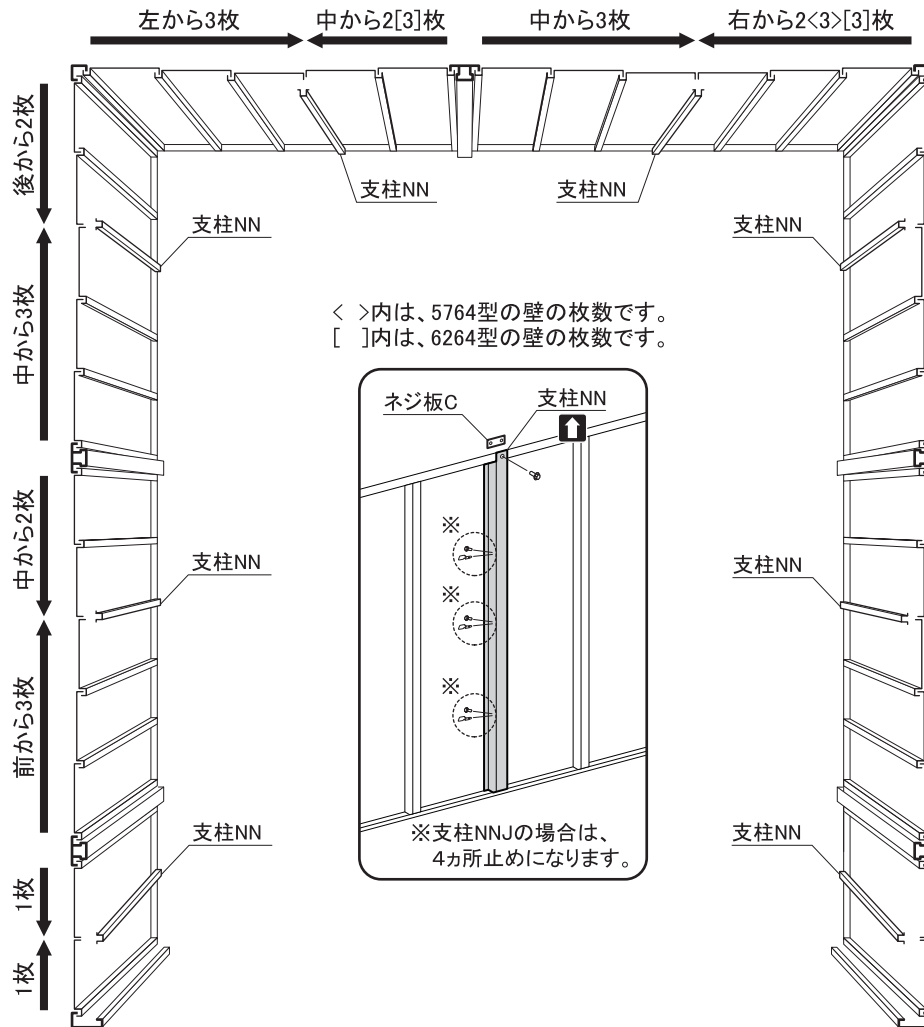 左から3枚
中から2[3]枚
中から3枚
右から2<3>[3]枚
後から2枚
中から3枚
中から2枚
前から3枚
1枚
1枚
支柱NN
支柱NN
支柱NN
支柱NN
< >内は、5764型の壁の枚数です。
[ ]内は、6264型の壁の枚数です。
ネジ板C
支柱NN
※
※
※
※支柱NNJの場合は、
4ヵ所止めになります。
支柱NN
支柱NN
支柱NN
支柱NN